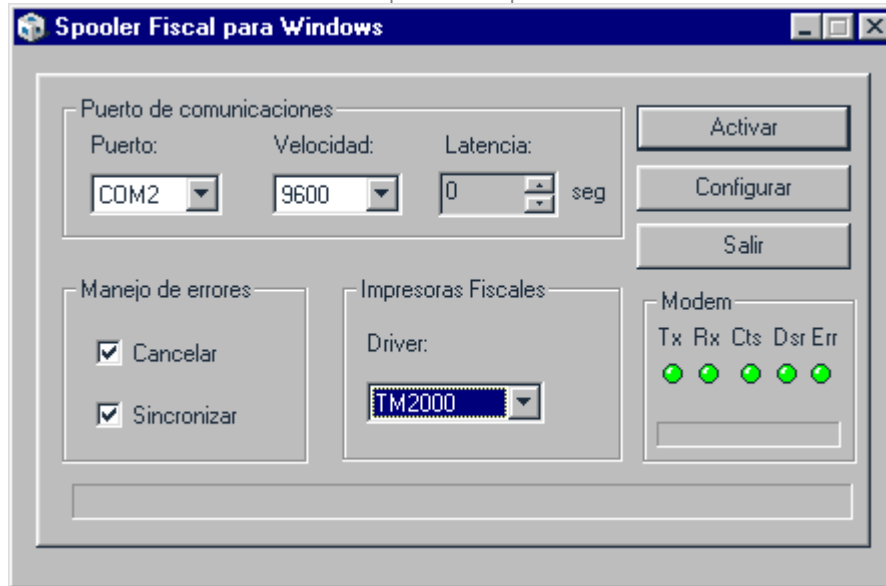 Spooler Fiscal para Windows
Puerto de comunicaciones
Puerto: Velocidad: Latencia:
COM2 9600 0 seg
Activar
Configurar
Salir
Manejo de errores
Cancelar
Sincronizar
Impresoras Fiscales
Driver:
TM2000
Modem
Tx Rx Cts Dsr Err